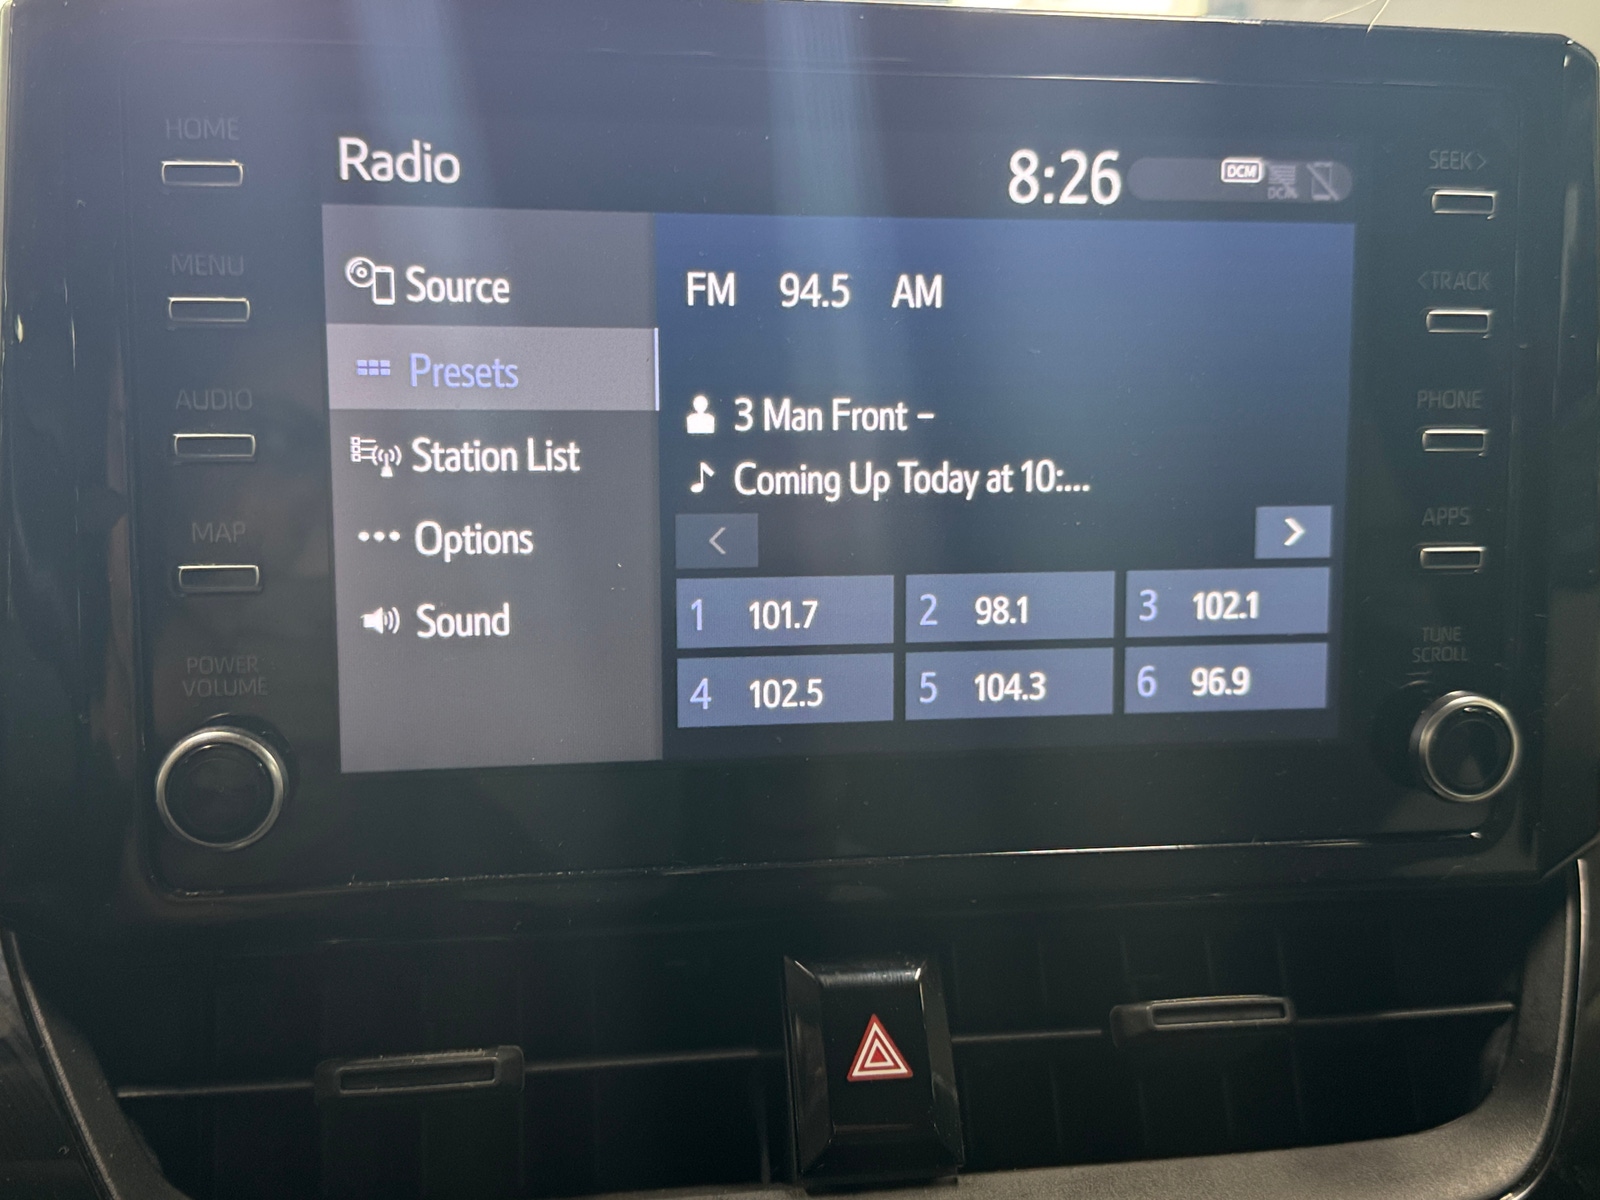 HOME
Radio
8:26
DCM
DCM
SEEK>
MENU
Source
FM 94.5 AM
<TRACK
Presets
AUDIO
3 Man Front –
PHONE
Station List
Coming Up Today at 10:...
MAP
Options
<
>
APPS
1 101.7
2 98.1
3 102.1
Sound
POWER
VOLUME
TUNE
SCROLL
4 102.5
5 104.3
6 96.9